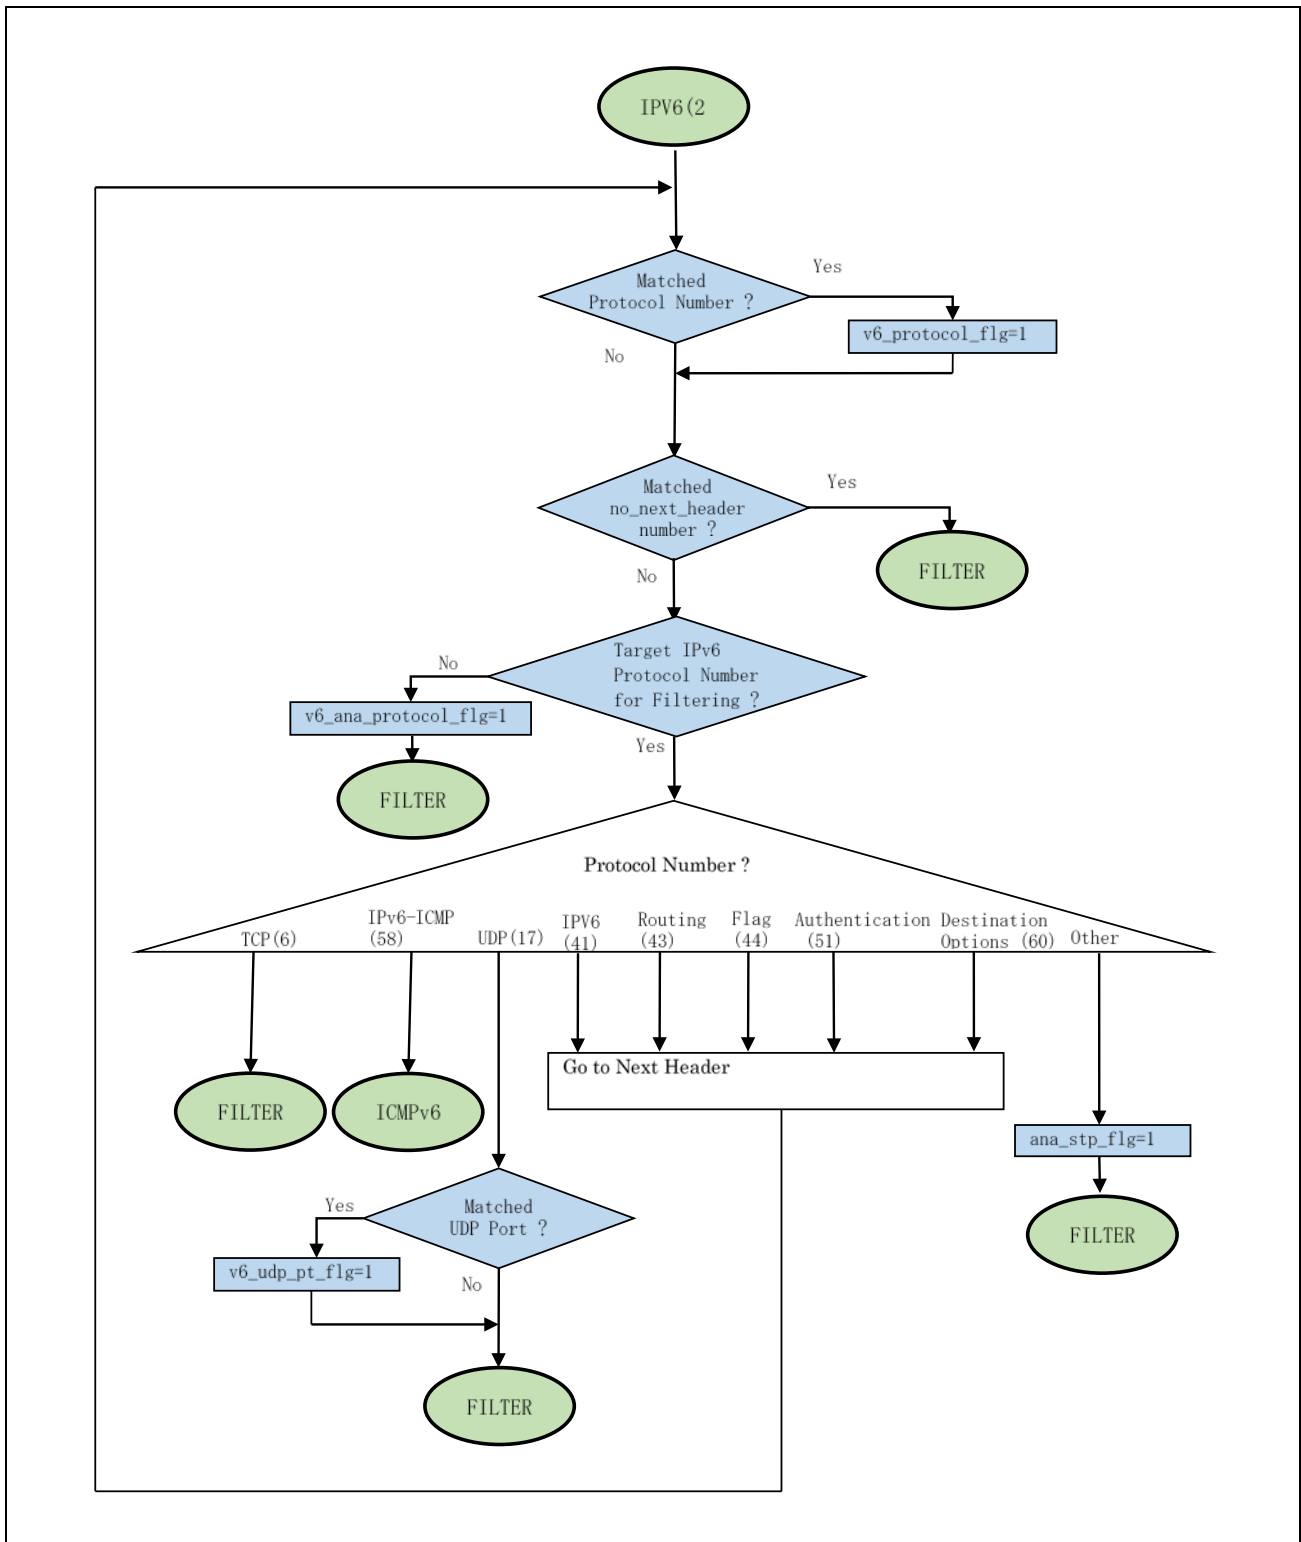 IPV6(2
Yes
Matched
Protocol Number ?
v6_protocol_flg=1
No
Yes
Matched
no_next_header
number ?
FILTER
No
Target IPv6
Protocol Number
for Filtering ?
No
v6_ana_protocol_flg=1
Yes
FILTER
Protocol Number ?
TCP(6)
IPv6-ICMP
(58)
UDP(17)
IPV6
(41)
Routing
(43)
Flag
(44)
Authentication
(51)
Destination
Options (60)
Other
Go to Next Header
FILTER
ICMPv6
ana_stp_flg=1
Yes
Matched
UDP Port ?
FILTER
v6_udp_pt_flg=1
No
FILTER